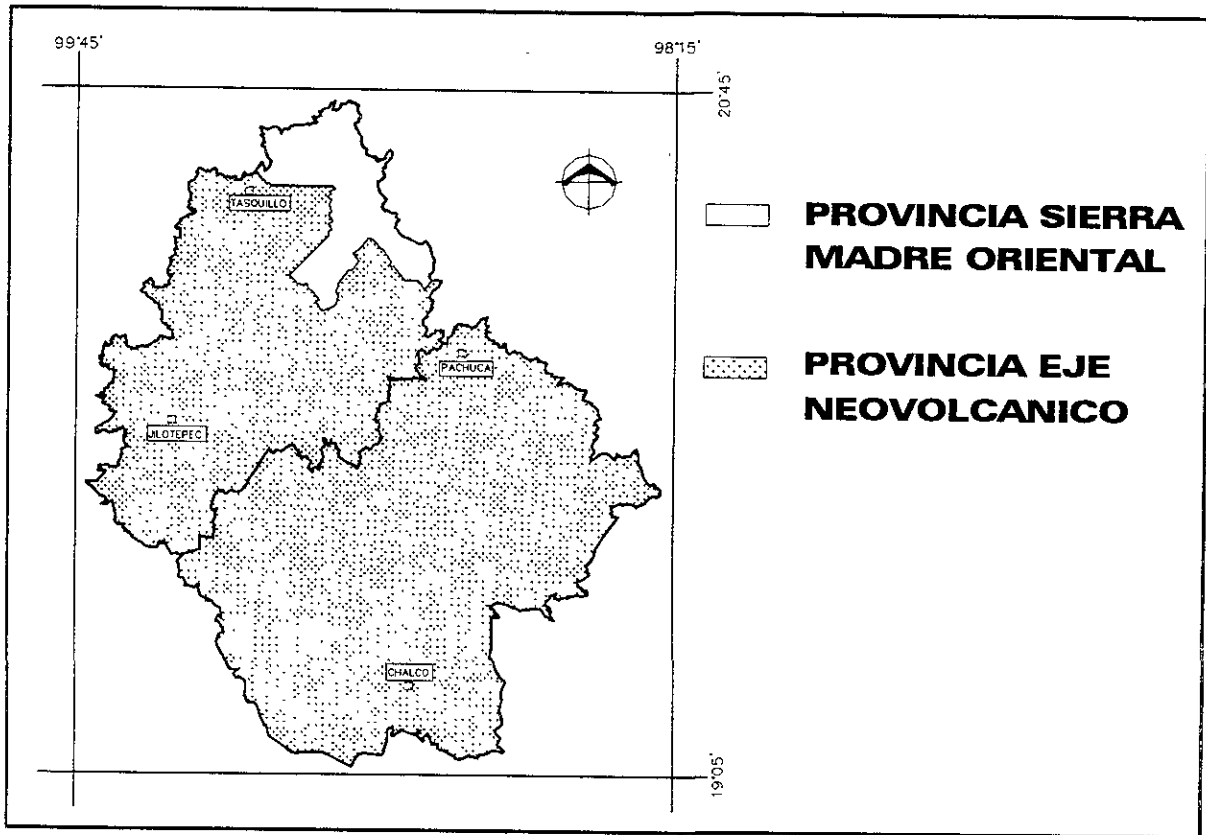 99°45'
98°15'
20°45'
TASQUILLO
PROVINCIA SIERRA
MADRE ORIENTAL
PACHUCA
PROVINCIA EJE
NEOVOLCANICO
JILOTEPEC
CHALCO
19°05'